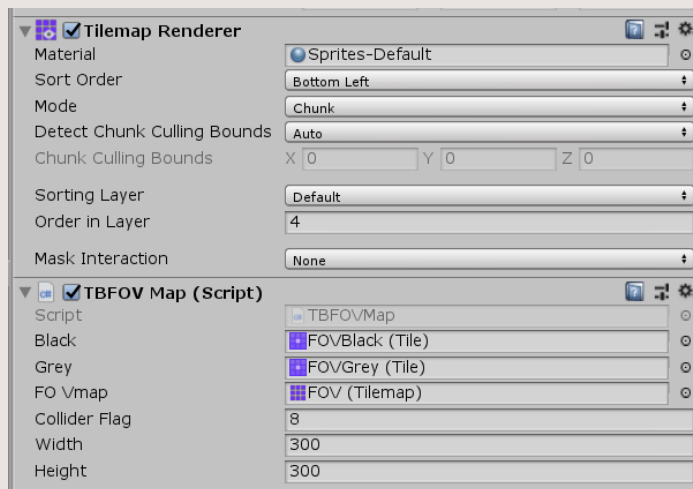 Tilemap Renderer
Material Sprites-Default
Sort Order Bottom Left
Mode Chunk
Detect Chunk Culling Bounds Auto
Chunk Culling Bounds X 0 Y 0 Z 0
Sorting Layer Default
Order in Layer 4
Mask Interaction None
c# TBFOV Map (Script)
Script TBFOVMap
Black FOVBlack (Tile)
Grey FOVGrey (Tile)
FO Vmap FOV (Tilemap)
Collider Flag 8
Width 300
Height 300